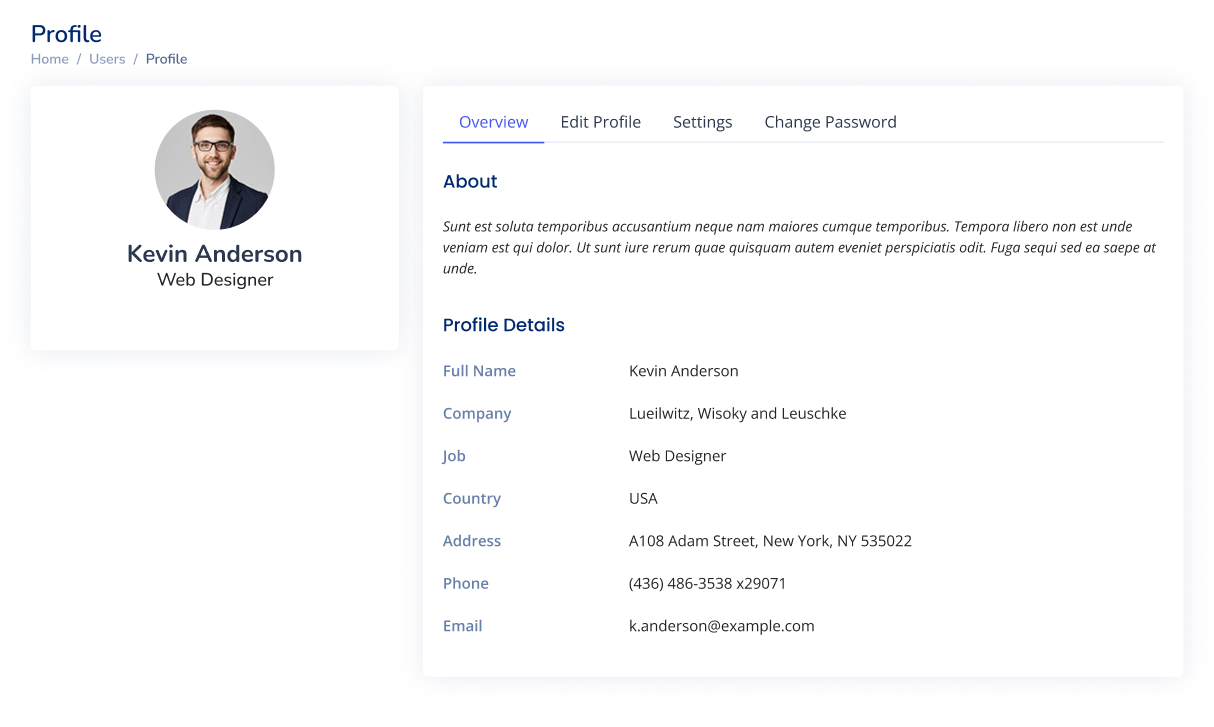 Profile
Home / Users / Profile
Kevin Anderson
Web Designer
Overview Edit Profile Settings Change Password
About
Sunt est soluta temporibus accusantium neque nam maiores cumque temporibus. Tempora libero non est unde
veniam est qui dolor. Ut sunt iure rerum quae quisquam autem eveniet perspiciatis odit. Fuga sequi sed ea saepe at
unde.
Profile Details
Full Name Kevin Anderson
Company Lueilwitz, Wisoky and Leuschke
Job Web Designer
Country USA
Address A108 Adam Street, New York, NY 535022
Phone (436) 486-3538 x29071
Email k.anderson@example.com